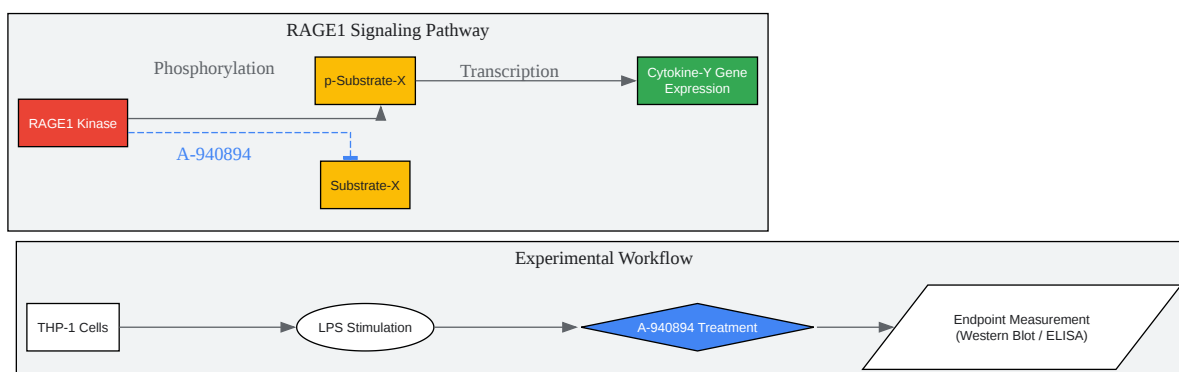 RAGE1 Signaling Pathway
Phosphorylation
p-Substrate-X
Transcription
Cytokine-Y Gene
Expression
RAGE1 Kinase
A-940894
Substrate-X
Experimental Workflow
THP-1 Cells
LPS Stimulation
A-940894 Treatment
Endpoint Measurement
(Western Blot / ELISA)